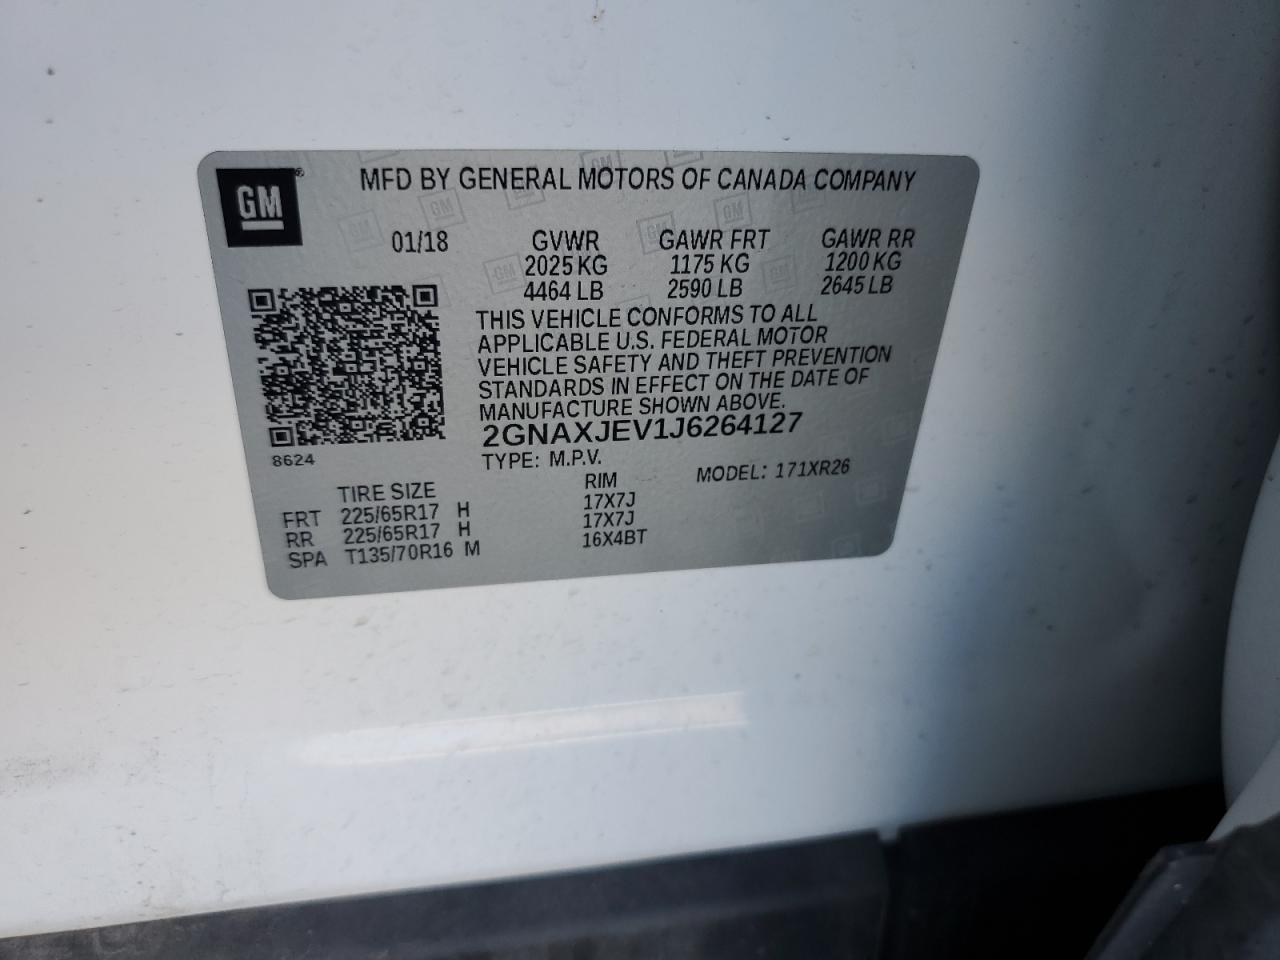 GM
MFD BY GENERAL MOTORS OF CANADA COMPANY
01/18 GVWR GAWR FRT GAWR RR
2025 KG 1175 KG 1200 KG
4464 LB 2590 LB 2645 LB
THIS VEHICLE CONFORMS TO ALL
APPLICABLE U.S. FEDERAL MOTOR
VEHICLE SAFETY AND THEFT PREVENTION
STANDARDS IN EFFECT ON THE DATE OF
MANUFACTURE SHOWN ABOVE.
2GNAXJEV1J6264127
8624
TYPE: M.P.V. MODEL: 171XR26
TIRE SIZE RIM
FRT 225/65R17 H 17X7J
RR 225/65R17 H 17X7J
SPA T135/70R16 M 16X4BT